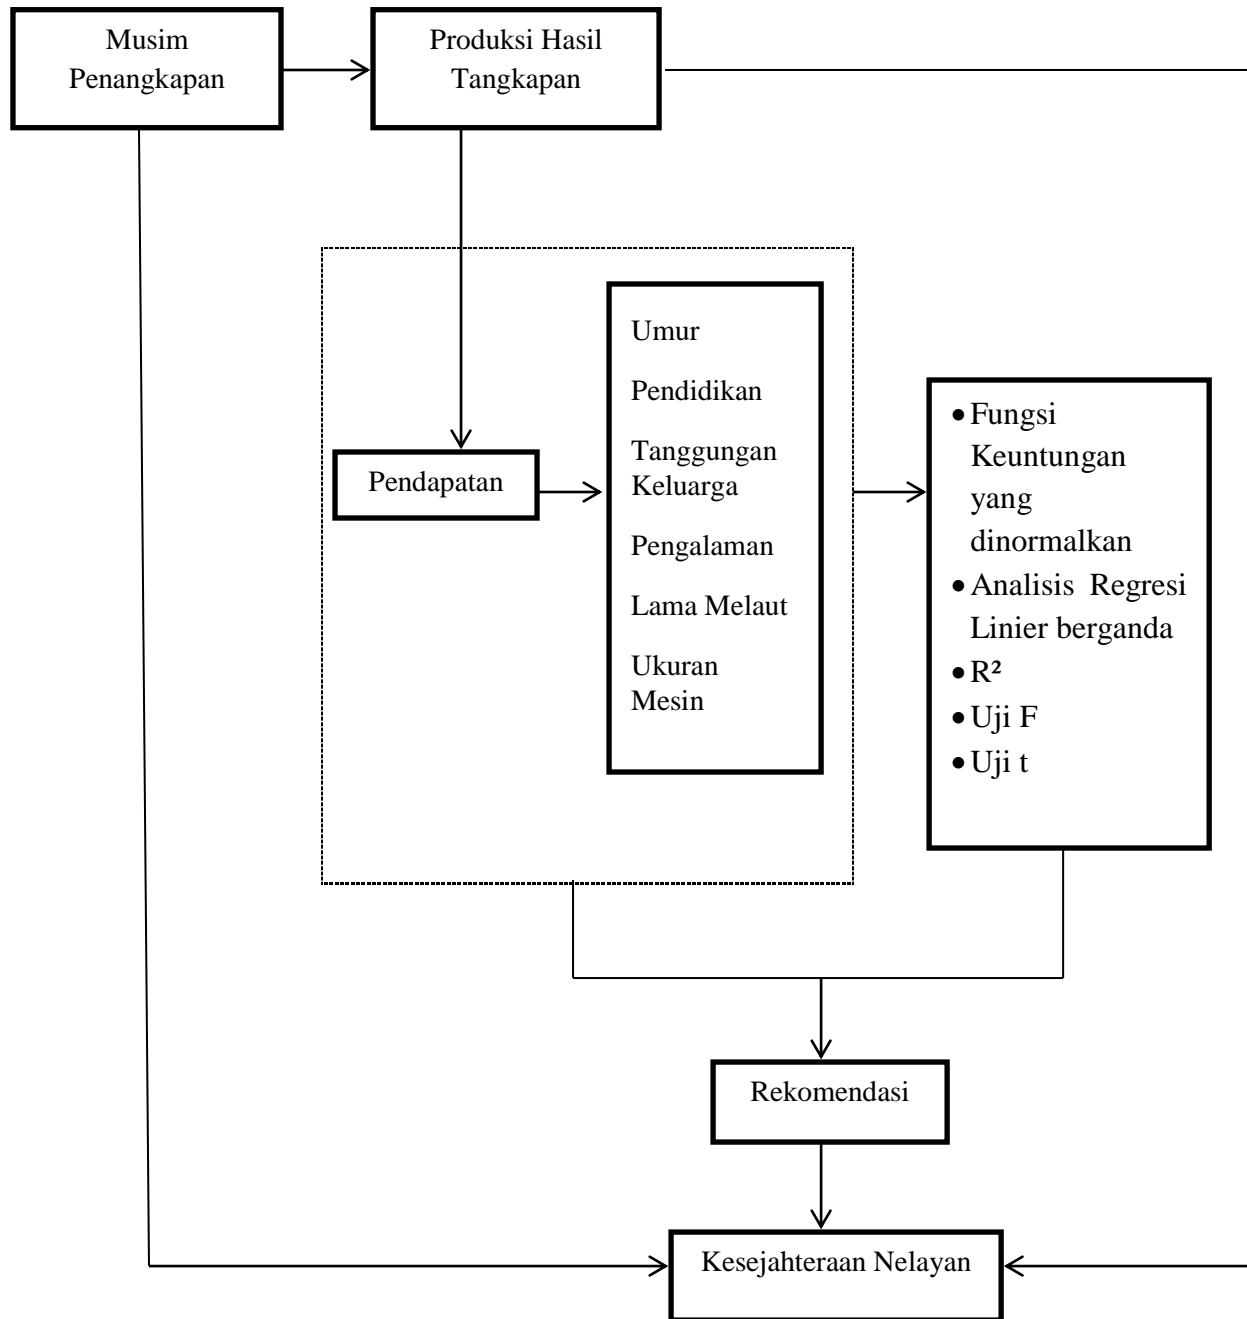 Musim
Penangkapan
Produksi Hasil
Tangkapan
Pendapatan
Umur
Pendidikan
Tanggungan
Keluarga
Pengalaman
Lama Melaut
Ukuran
Mesin
• Fungsi
Keuntungan
yang
dinormalkan
• Analisis Regresi
Linier berganda
• R²
• Uji F
• Uji t
Rekomendasi
Kesejahteraan Nelayan